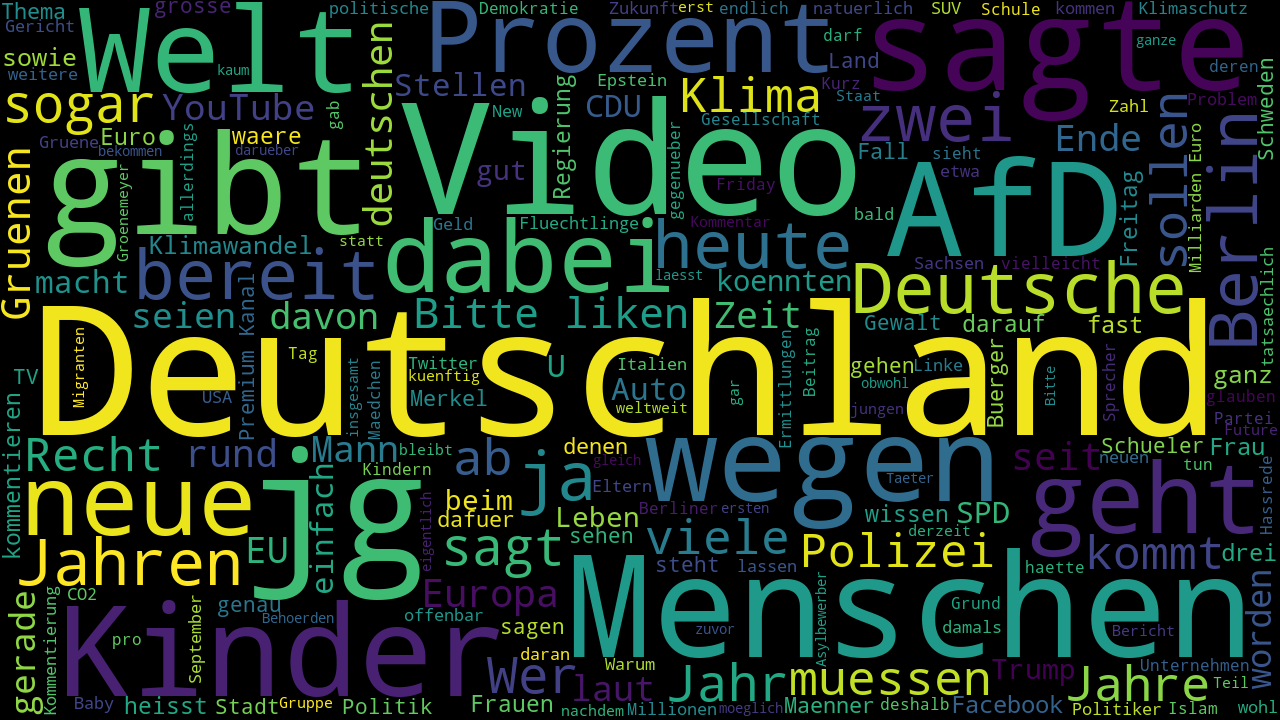 Thema
grosse
politische
Demokratie
Zukunft
erst
endlich
natuerlich
SUV
Schule
kommen
Klimaschutz
Gericht
Welt
Prozent
sagte
darf
ganze
sowie
weitere
kaum
deutschen
Stellen
Epstein
Land
Kurz
Staat
deren
Schweden
sogar
YouTube
gab
New
CDU
Klima
Gesellschaft
zwei
Zahl
Problem
Gruene
Euro
waere
bekommen
darueber
allerdings
Video
Regierung
gegenueber
Fall
sieht
etwa
Ende
sollen
Berlin
Milliarden Euro
Gruenen
gibt
Groenemeyer
gut
Friday
AfD
Freitag
Geld
Fluechtlinge
Kommentar
bald
Klimawandel
statt
dabei
heute
laesst
koennten
Sachsen
vielleicht
tatsaechlich
macht
bereit
Deutsche
seien
davon
Bitte liken
Zeit
Gewalt
darauf
fast
Premium Kanal
Migranten
Tag
Deutschland
Twitter
kuenftig
Merkel
U
Italien
Auto
weltweit
gar
Ermittlungen
Beitrag
gehen
Linke
obwohl
jungen
Buerger
Bitte
Sprecher
ganz
glauben
Partei
Future
TV
USA
insgesamt
Maedchen
kommentieren
Recht
rund
Mann
bleibt
Kindern
ab
denen
gleich
Eltern
wegen
Taeter
seit
Schueler
neuen
tun
Frau
neue
jg
einfach
eigentlich
beim
dafuer
ja
Leben
sehen
Berliner
ersten
wissen
SPD
derzeit
geht
Hassrede
Jahren
EU
sagt
viele
steht
lassen
Polizei
haette
kommt
drei
CO2
genau
Behoerden
Europa
offenbar
sagen
Menschen
Grund
damals
worden
gerade
Kommentierung
pro
September
Kinder
daran
zuvor
Asylbewerber
Bericht
Wer
Warum
laut
Jahr
muessen
Trump
Jahre
Unternehmen
Teil
Baby
heisst
Stadt
Gruppe
Politik
Frauen
nachdem
Millionen
moeglich
Maenner
deshalb
Facebook
Politiker
Islam
wohl